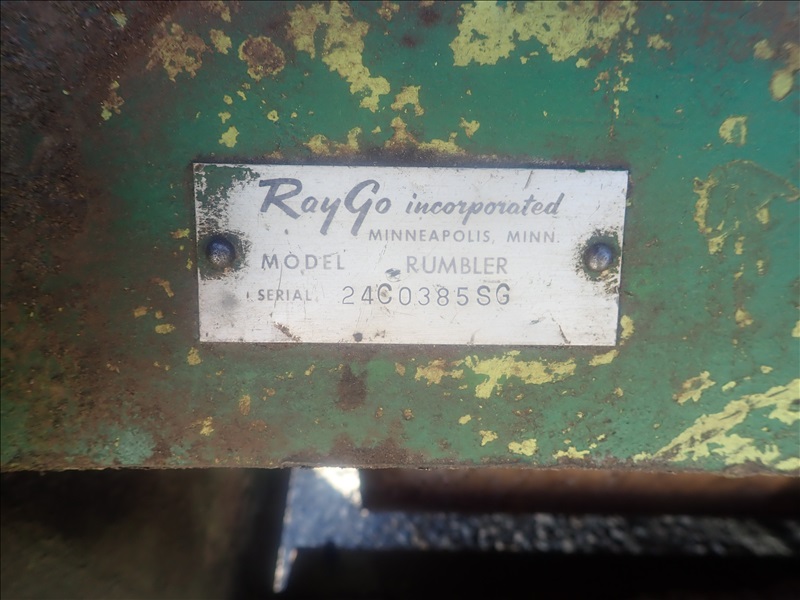 RayGo incorporated
MINNEAPOLIS, MINN.
MODEL RUMBLER
SERIAL 24C0385SG